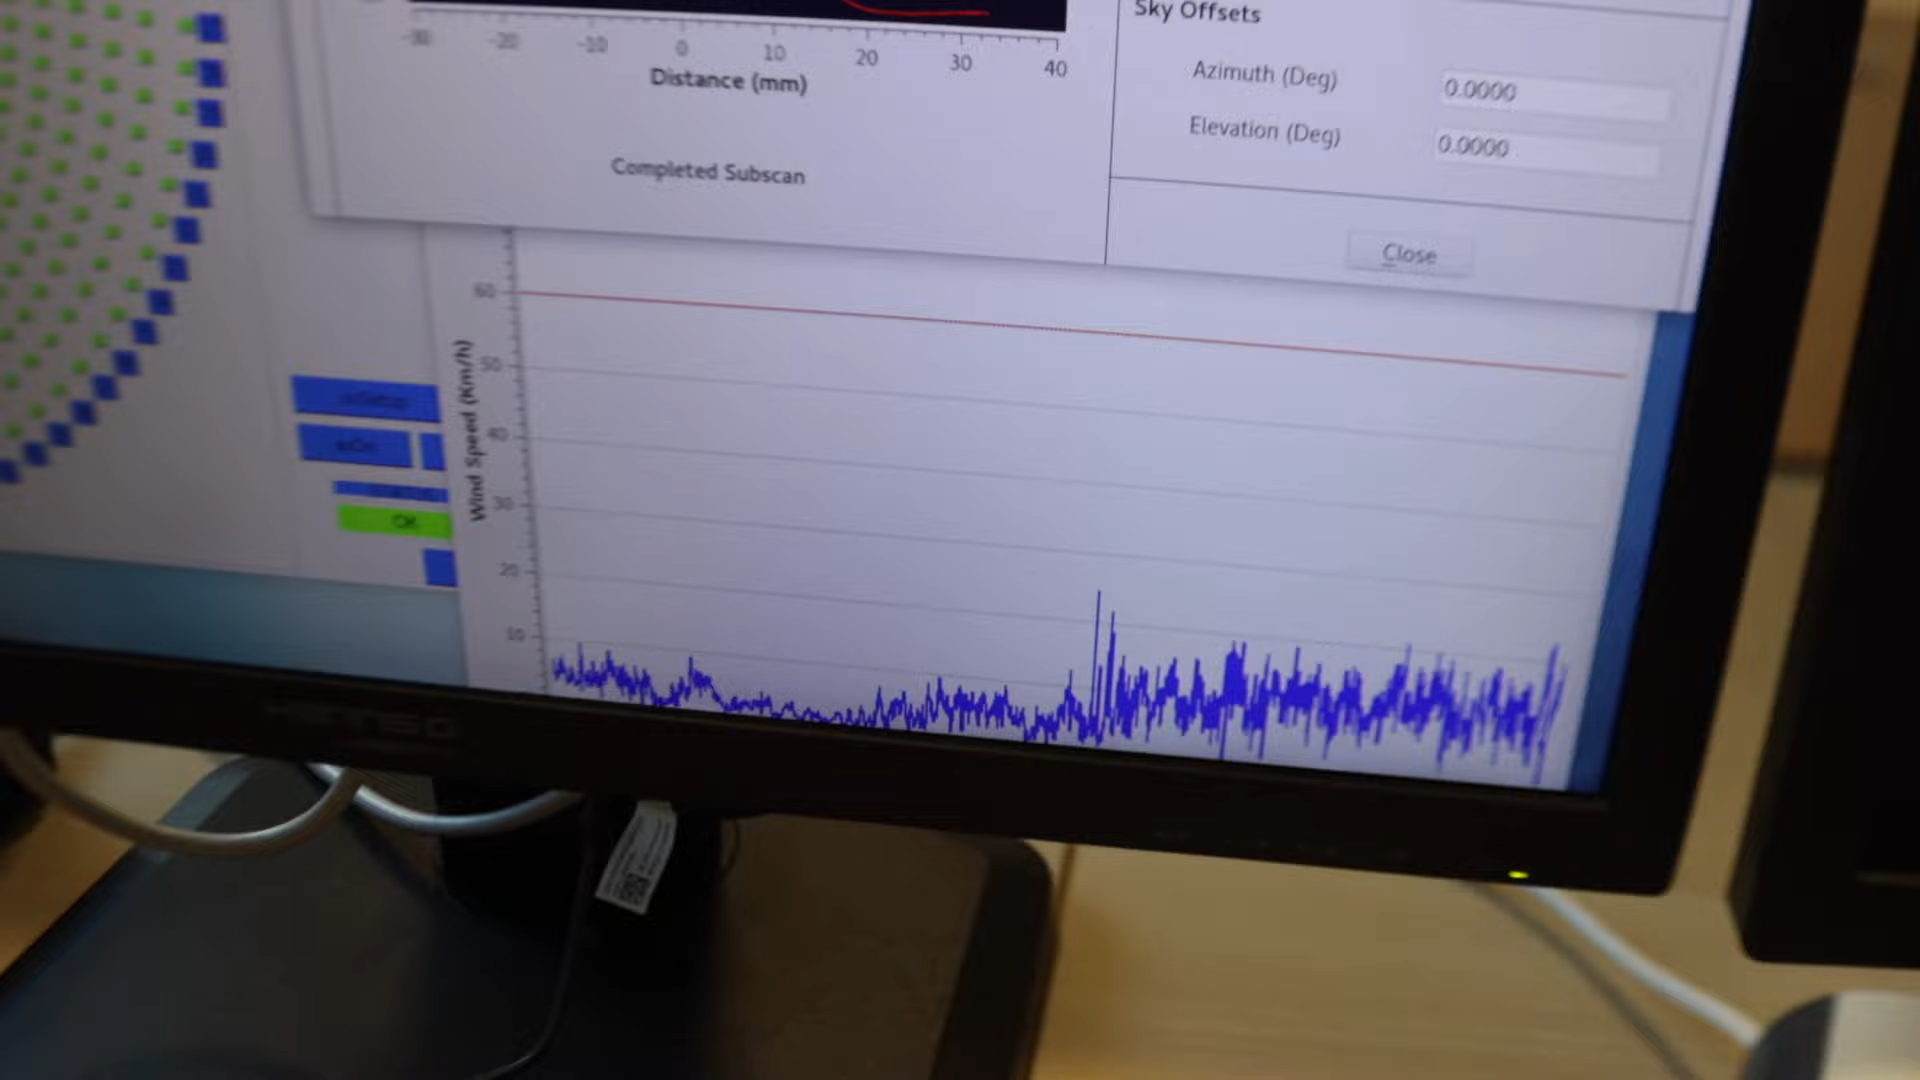 Sky Offsets
-30 -20 -10 0 10 20 30 40
Distance (mm)
Azimuth (Deg) 0.0000
Elevation (Deg) 0.0000
Completed Subscan
Close
60
50
40
30
20
10
Wind Speed (Km/h)
OK